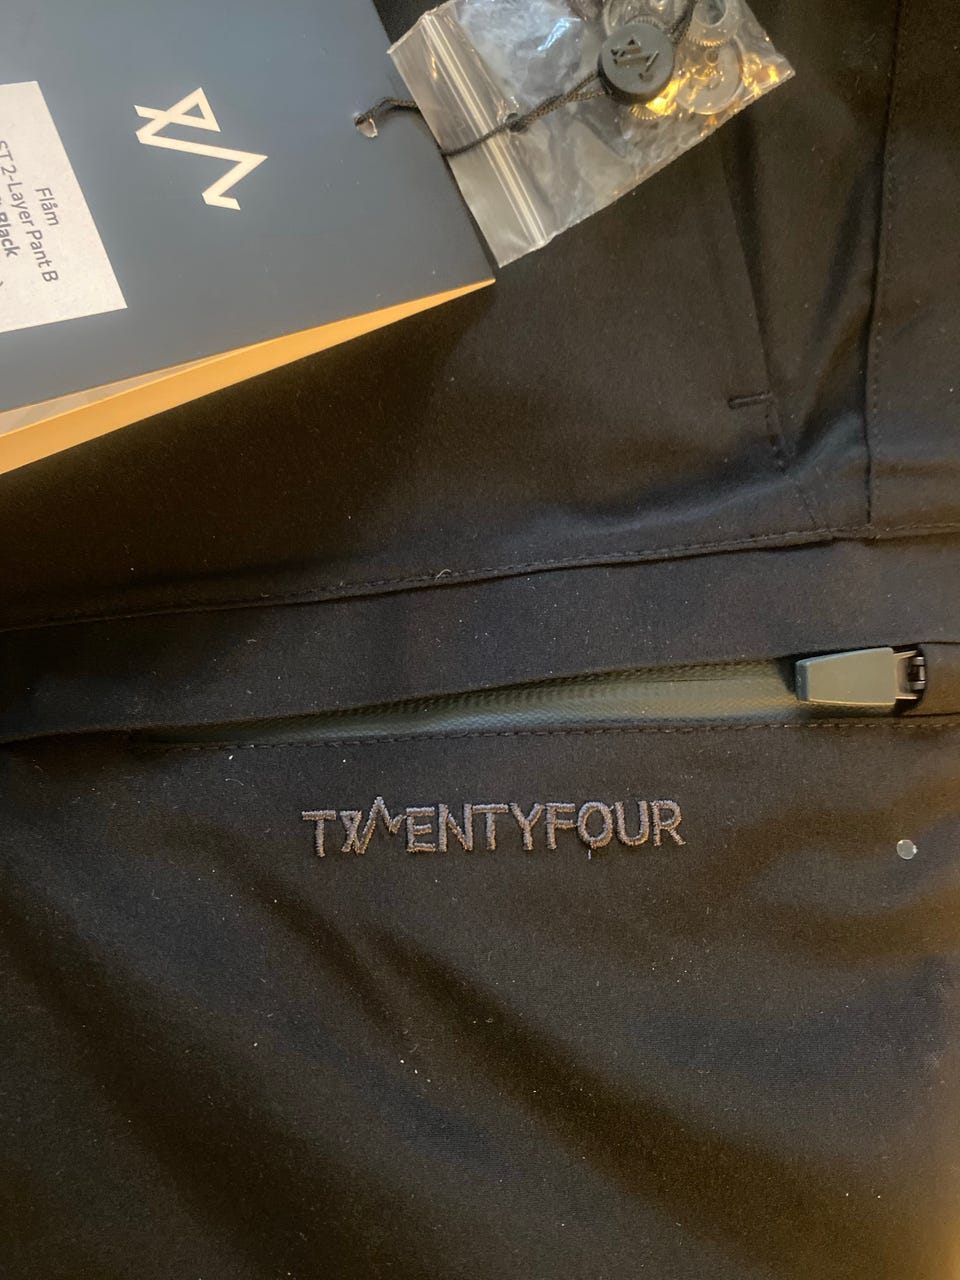 Flåm
ST 2-Layer Pant B
Black
TWENTYFOUR